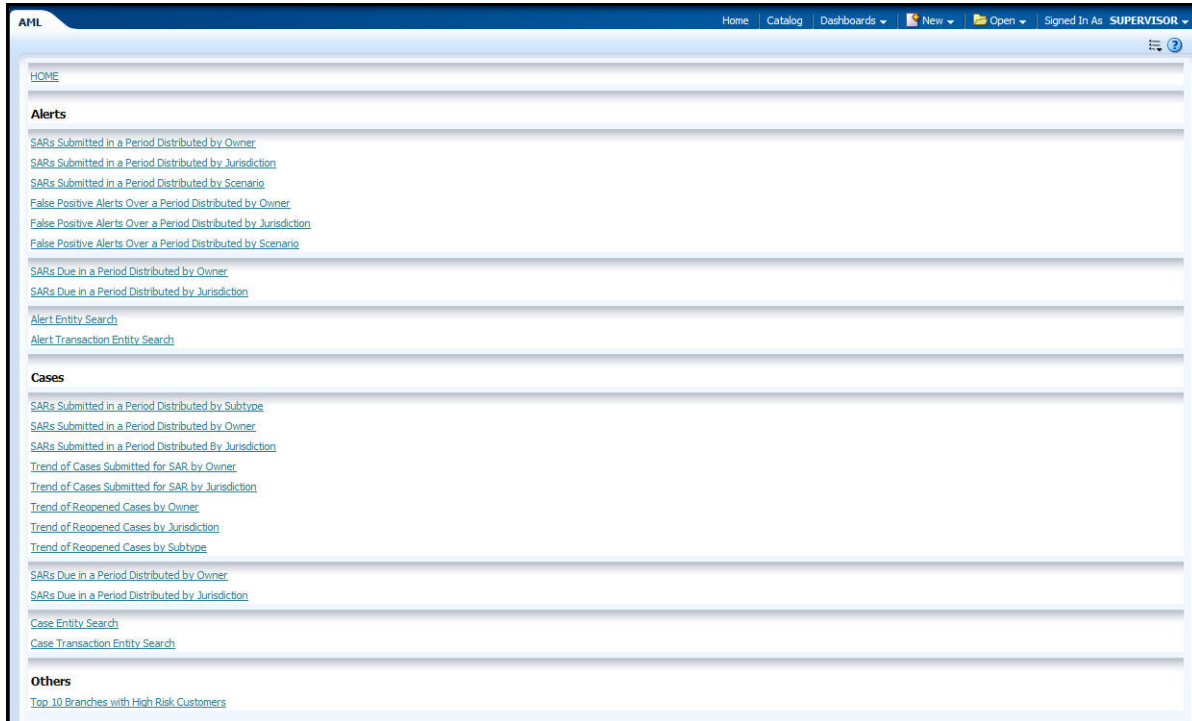 AML
Home Catalog Dashboards New Open Signed In As SUPERVISOR
HOME
Alerts
SARs Submitted in a Period Distributed by Owner
SARs Submitted in a Period Distributed by Jurisdiction
SARs Submitted in a Period Distributed by Scenario
False Positive Alerts Over a Period Distributed by Owner
False Positive Alerts Over a Period Distributed by Jurisdiction
False Positive Alerts Over a Period Distributed by Scenario
SARs Due in a Period Distributed by Owner
SARs Due in a Period Distributed by Jurisdiction
Alert Entity Search
Alert Transaction Entity Search
Cases
SARs Submitted in a Period Distributed by Subtype
SARs Submitted in a Period Distributed by Owner
SARs Submitted in a Period Distributed By Jurisdiction
Trend of Cases Submitted for SAR by Owner
Trend of Cases Submitted for SAR by Jurisdiction
Trend of Reopened Cases by Owner
Trend of Reopened Cases by Jurisdiction
Trend of Reopened Cases by Subtype
SARs Due in a Period Distributed by Owner
SARs Due in a Period Distributed by Jurisdiction
Case Entity Search
Case Transaction Entity Search
Others
Top 10 Branches with High Risk Customers